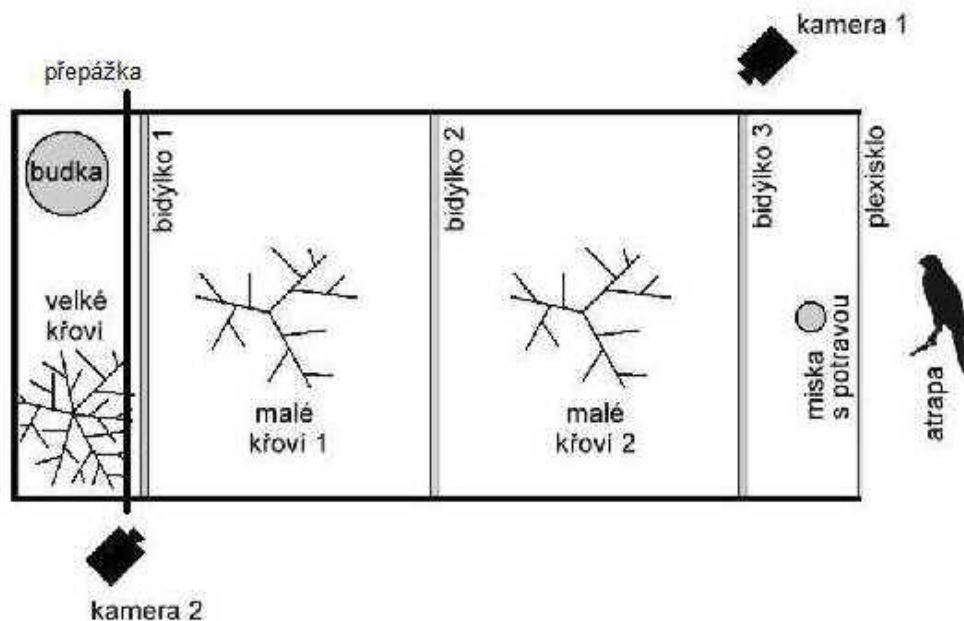 kamera 1
přepážka
budka
bidýlko 1
bidýlko 2
bidýlko 3
plexisklo
velké
křoví
malé
křoví 1
malé
křoví 2
miska
s potravou
atrapa
kamera 2